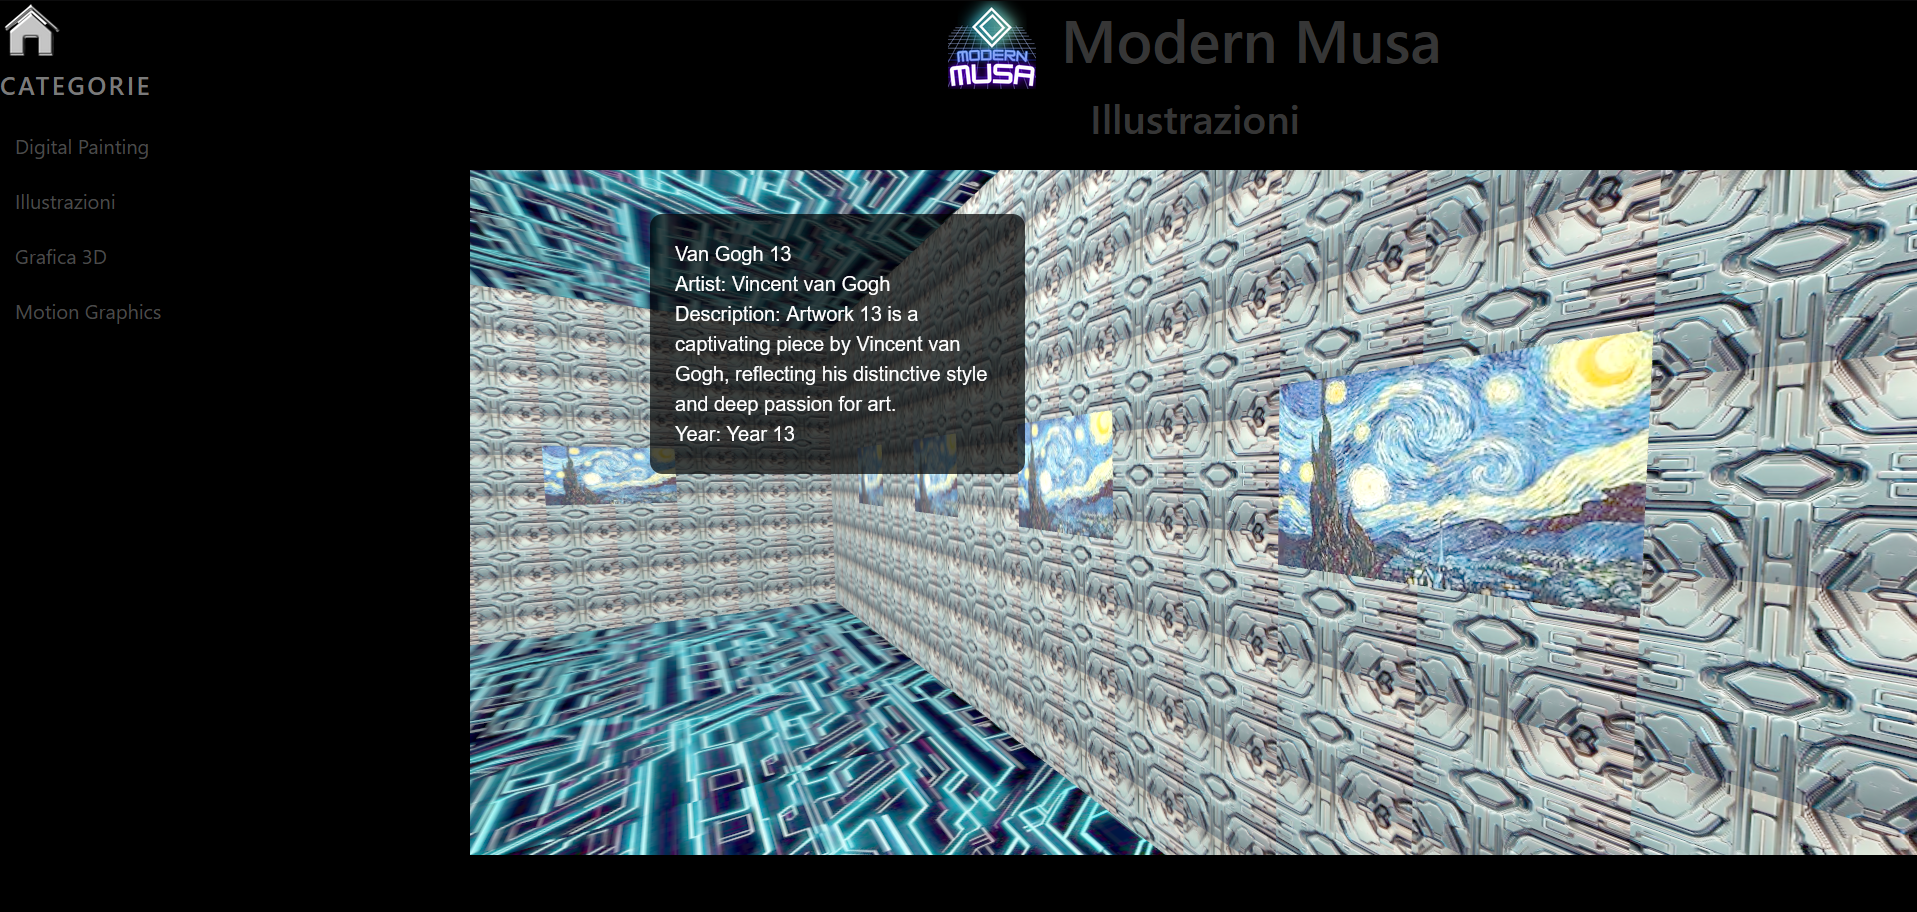 MODERN
MUSA
Modern Musa
CATEGORIE
Illustrazioni
Digital Painting
Illustrazioni
Grafica 3D
Motion Graphics
Van Gogh 13
Artist: Vincent van Gogh
Description: Artwork 13 is a
captivating piece by Vincent van
Gogh, reflecting his distinctive style
and deep passion for art.
Year: Year 13